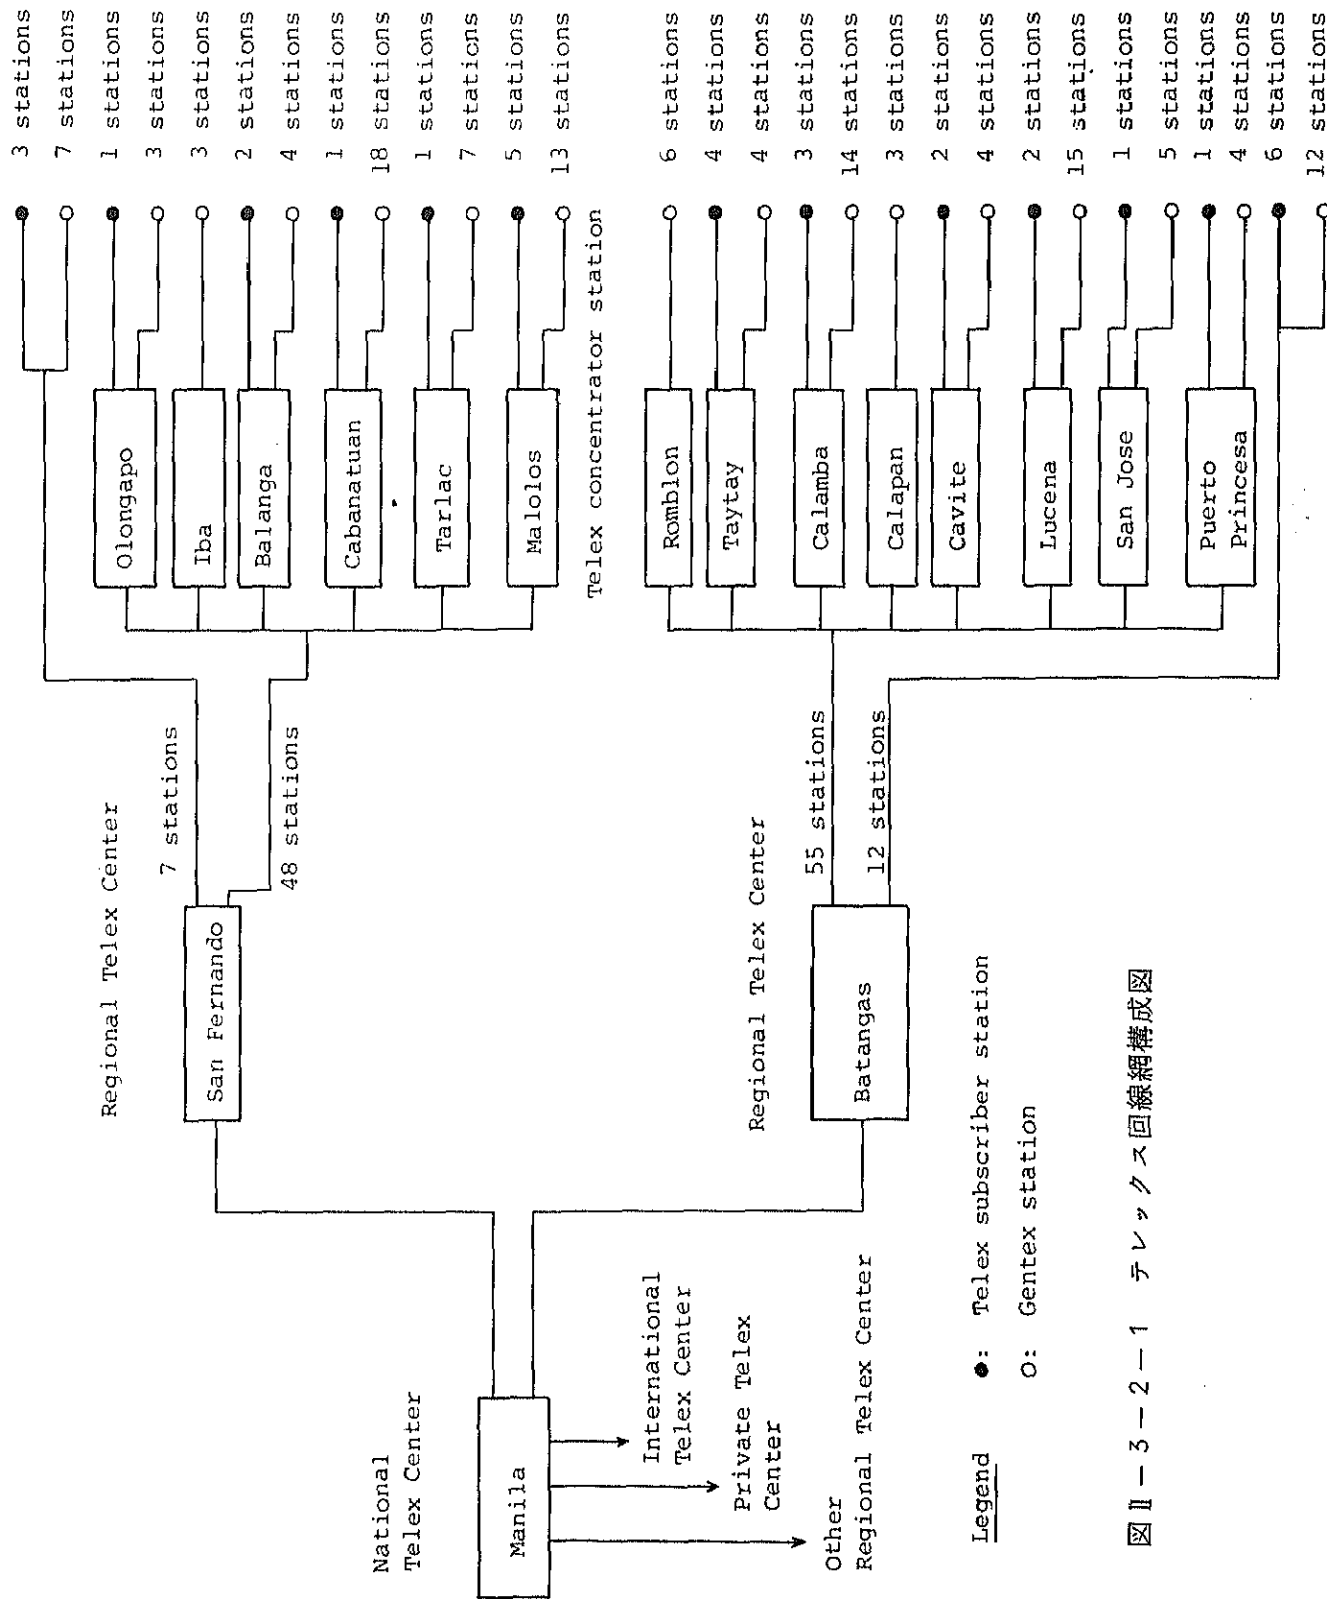 National
Telex Center
Manila
International
Telex Center
Private Telex
Center
Other
Regional Telex Center
Regional Telex Center
San Fernando
7 stations
48 stations
Regional Telex Center
Batangas
55 stations
12 stations
Olongapo
Iba
Balanga
Cabanatuan
Tarlac
Malolos
Telex concentrator station
Romblon
Taytay
Calamba
Calapan
Cavite
Lucena
San Jose
Puerto
Princesa
3 stations
7 stations
1 stations
3 stations
3 stations
2 stations
4 stations
1 stations
18 stations
1 stations
7 stations
5 stations
13 stations
6 stations
4 stations
4 stations
3 stations
14 stations
3 stations
2 stations
4 stations
2 stations
15 stations
1 stations
5 stations
1 stations
4 stations
6 stations
12 stations
Legend
●: Telex subscriber station
○: Gentex station
図Ⅱ－3－2－1 テレックス回線網構成図